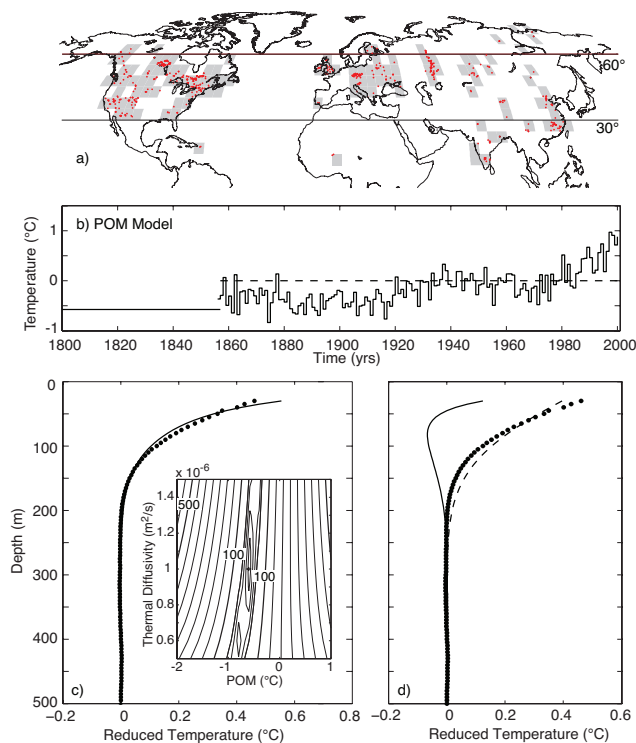 60°
30°
a)
b) POM Model
Temperature (°C)
1
0
-1
1800 1820 1840 1860 1880 1900 1920 1940 1960 1980 2000
Time (yrs)
0
100
200
300
400
500
Depth (m)
x 10-6
1.4
1.2
1
0.8
0.6
Thermal Diffusivity (m2/s)
500
100
100
-2 -1 0 1
POM (°C)
c)
-0.2 0 0.2 0.4 0.6 0.8
Reduced Temperature (°C)
d)
-0.2 0 0.2 0.4 0.6
Reduced Temperature (°C)